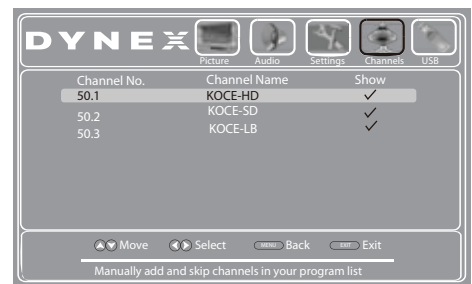 DYNEX
Picture Audio Settings Channels USB
Channel No. Channel Name Show
50.1 KOCE-HD ✓
50.2 KOCE-SD ✓
50.3 KOCE-LB ✓
Move Select MENU Back EXIT Exit
Manually add and skip channels in your program list